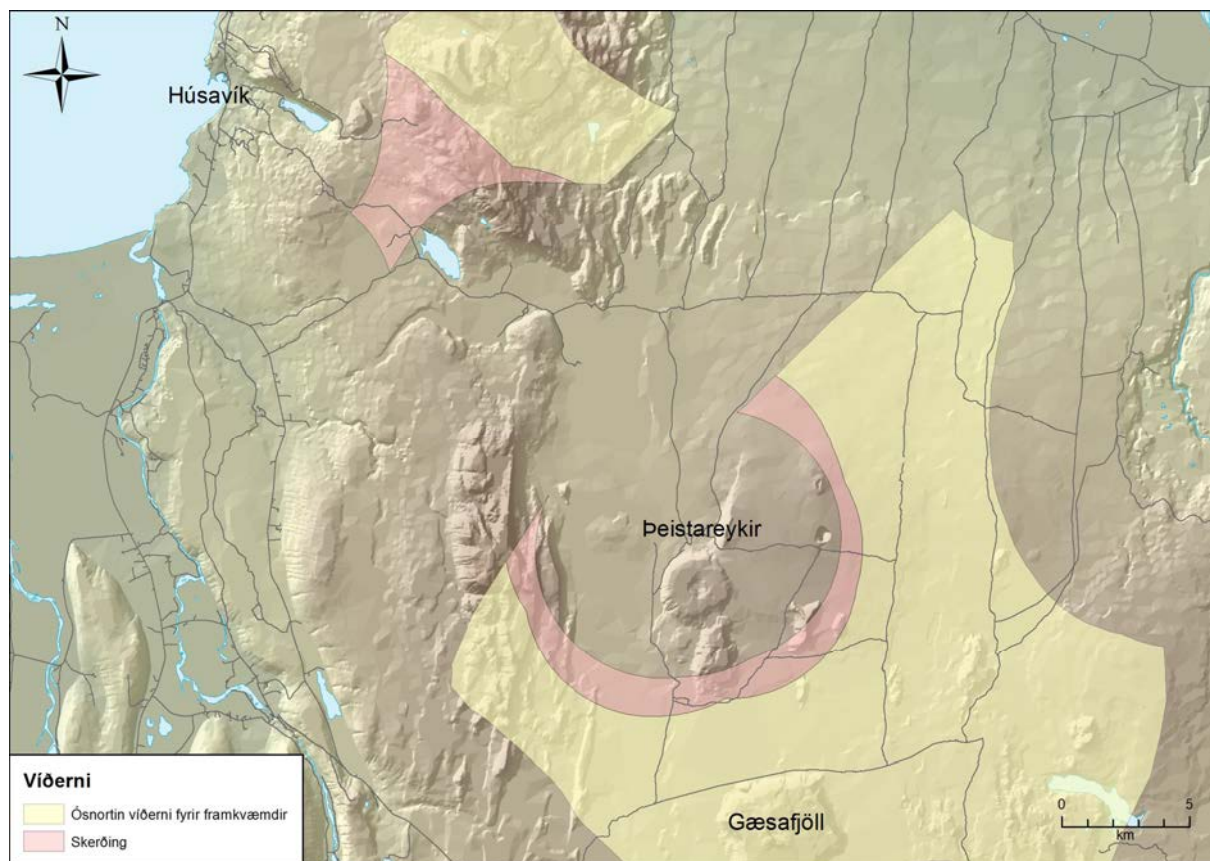 N
Húsavík
Þeistareykir
Gæsafjöll
Víðerni
Ósnortin víðerni fyrir framkvæmdir
Skerðing
0 5
km